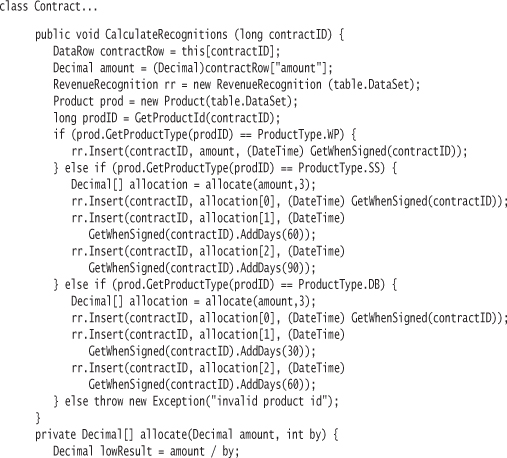 class Contract...
public void CalculateRecognitions (long contractID) {
DataRow contractRow = this[contractID];
Decimal amount = (Decimal)contractRow["amount"];
RevenueRecognition rr = new RevenueRecognition (table.DataSet);
Product prod = new Product(table.DataSet);
long prodID = GetProductId(contractID);
if (prod.GetProductType(prodID) == ProductType.WP) {
rr.Insert(contractID, amount, (DateTime) GetWhenSigned(contractID));
} else if (prod.GetProductType(prodID) == ProductType.SS) {
Decimal[] allocation = allocate(amount,3);
rr.Insert(contractID, allocation[0], (DateTime) GetWhenSigned(contractID));
rr.Insert(contractID, allocation[1], (DateTime)
GetWhenSigned(contractID).AddDays(60));
rr.Insert(contractID, allocation[2], (DateTime)
GetWhenSigned(contractID).AddDays(90));
} else if (prod.GetProductType(prodID) == ProductType.DB) {
Decimal[] allocation = allocate(amount,3);
rr.Insert(contractID, allocation[0], (DateTime) GetWhenSigned(contractID));
rr.Insert(contractID, allocation[1], (DateTime)
GetWhenSigned(contractID).AddDays(30));
rr.Insert(contractID, allocation[2], (DateTime)
GetWhenSigned(contractID).AddDays(60));
} else throw new Exception("invalid product id");
}
private Decimal[] allocate(Decimal amount, int by) {
Decimal lowResult = amount / by;